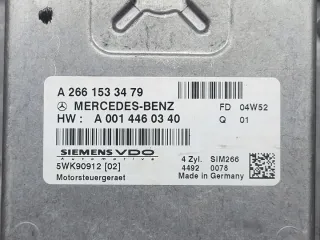 A 266 153 34 79
MERCEDES-BENZ FD 04W52
HW : A 001 446 03 40 Q 01
SIEMENS VDO
Automotive
4 Zyl. SIM266
5WK90912 [02] 4492 0078
Motorsteuergeraet Made in Germany